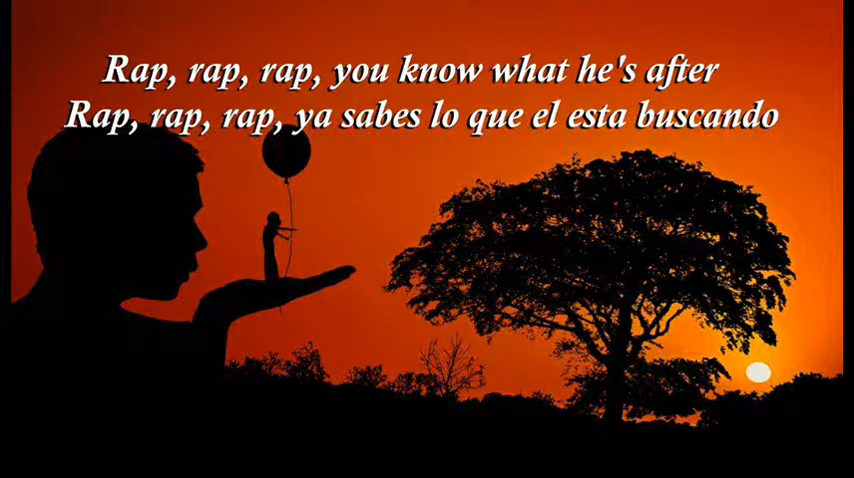 Rap, rap, rap, you know what he's after
Rap, rap, rap, ya sabes lo que el esta buscando